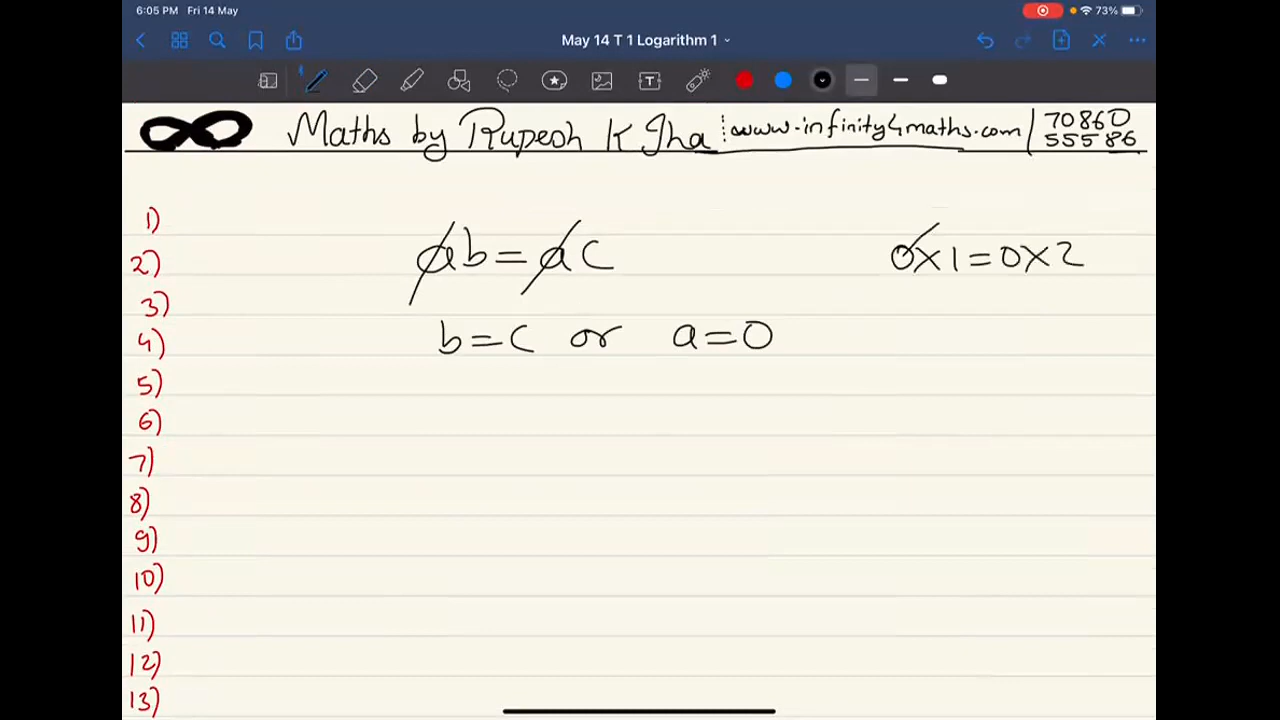 6:05 PM Fri 14 May 73%
May 14 T 1 Logarithm 1
∞ Maths by Rupesh K Jha www.infinity4maths.com 70860
55586
1)
2) ab=ac 0×1=0×2
3)
4) b=c or a=0
5)
6)
7)
8)
9)
10)
11)
12)
13)